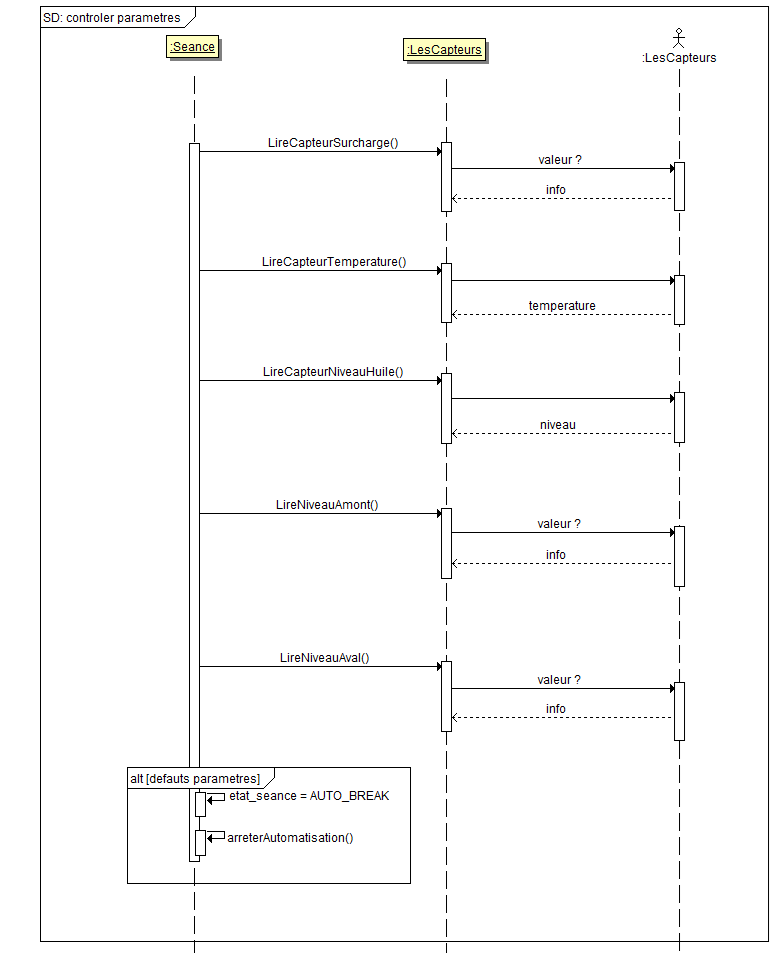 SD: controler parametres
:Seance
:LesCapteurs
:LesCapteurs
LireCapteurSurcharge()
valeur ?
info
LireCapteurTemperature()
temperature
LireCapteurNiveauHuile()
niveau
LireNiveauAmont()
valeur ?
info
LireNiveauAval()
valeur ?
info
alt [defauts parametres]
etat_seance = AUTO_BREAK
arreterAutomatisation()